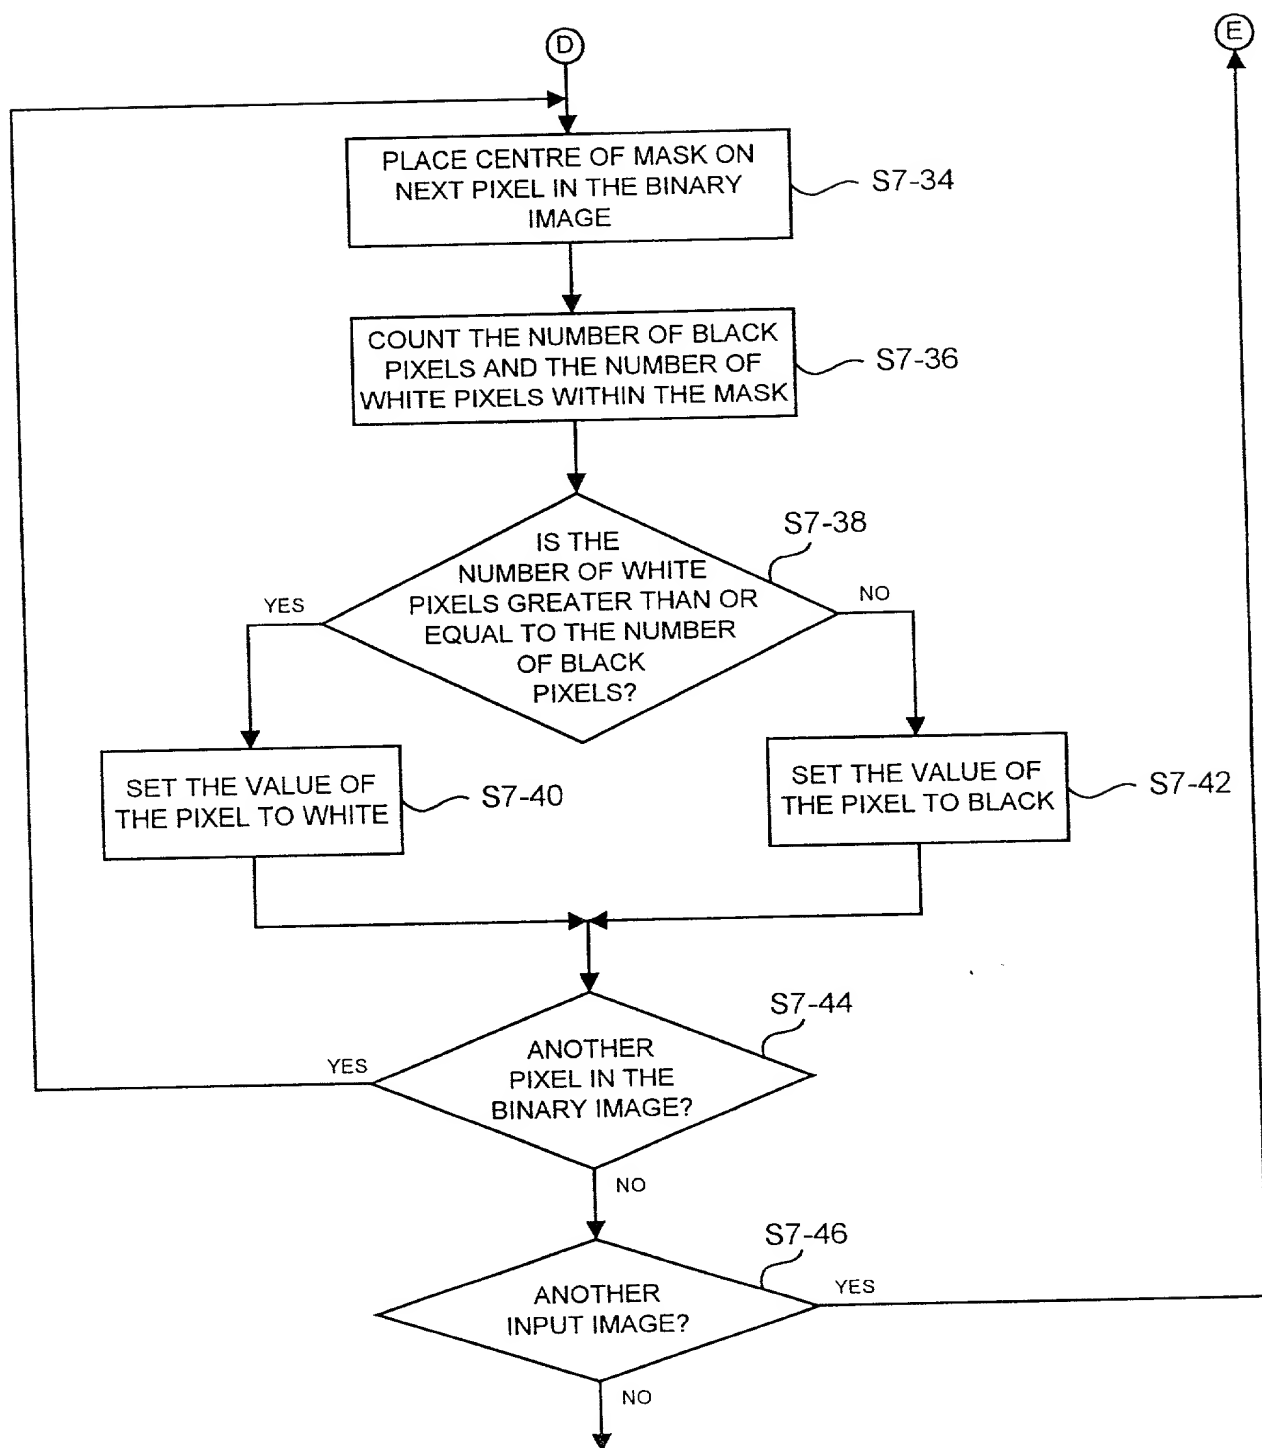 D
E
PLACE CENTRE OF MASK ON
NEXT PIXEL IN THE BINARY
IMAGE
S7-34
COUNT THE NUMBER OF BLACK
PIXELS AND THE NUMBER OF
WHITE PIXELS WITHIN THE MASK
S7-36
S7-38
IS THE
NUMBER OF WHITE
PIXELS GREATER THAN OR
EQUAL TO THE NUMBER
OF BLACK
PIXELS?
YES
NO
SET THE VALUE OF
THE PIXEL TO WHITE
S7-40
SET THE VALUE OF
THE PIXEL TO BLACK
S7-42
S7-44
ANOTHER
PIXEL IN THE
BINARY IMAGE?
YES
NO
S7-46
ANOTHER
INPUT IMAGE?
YES
NO